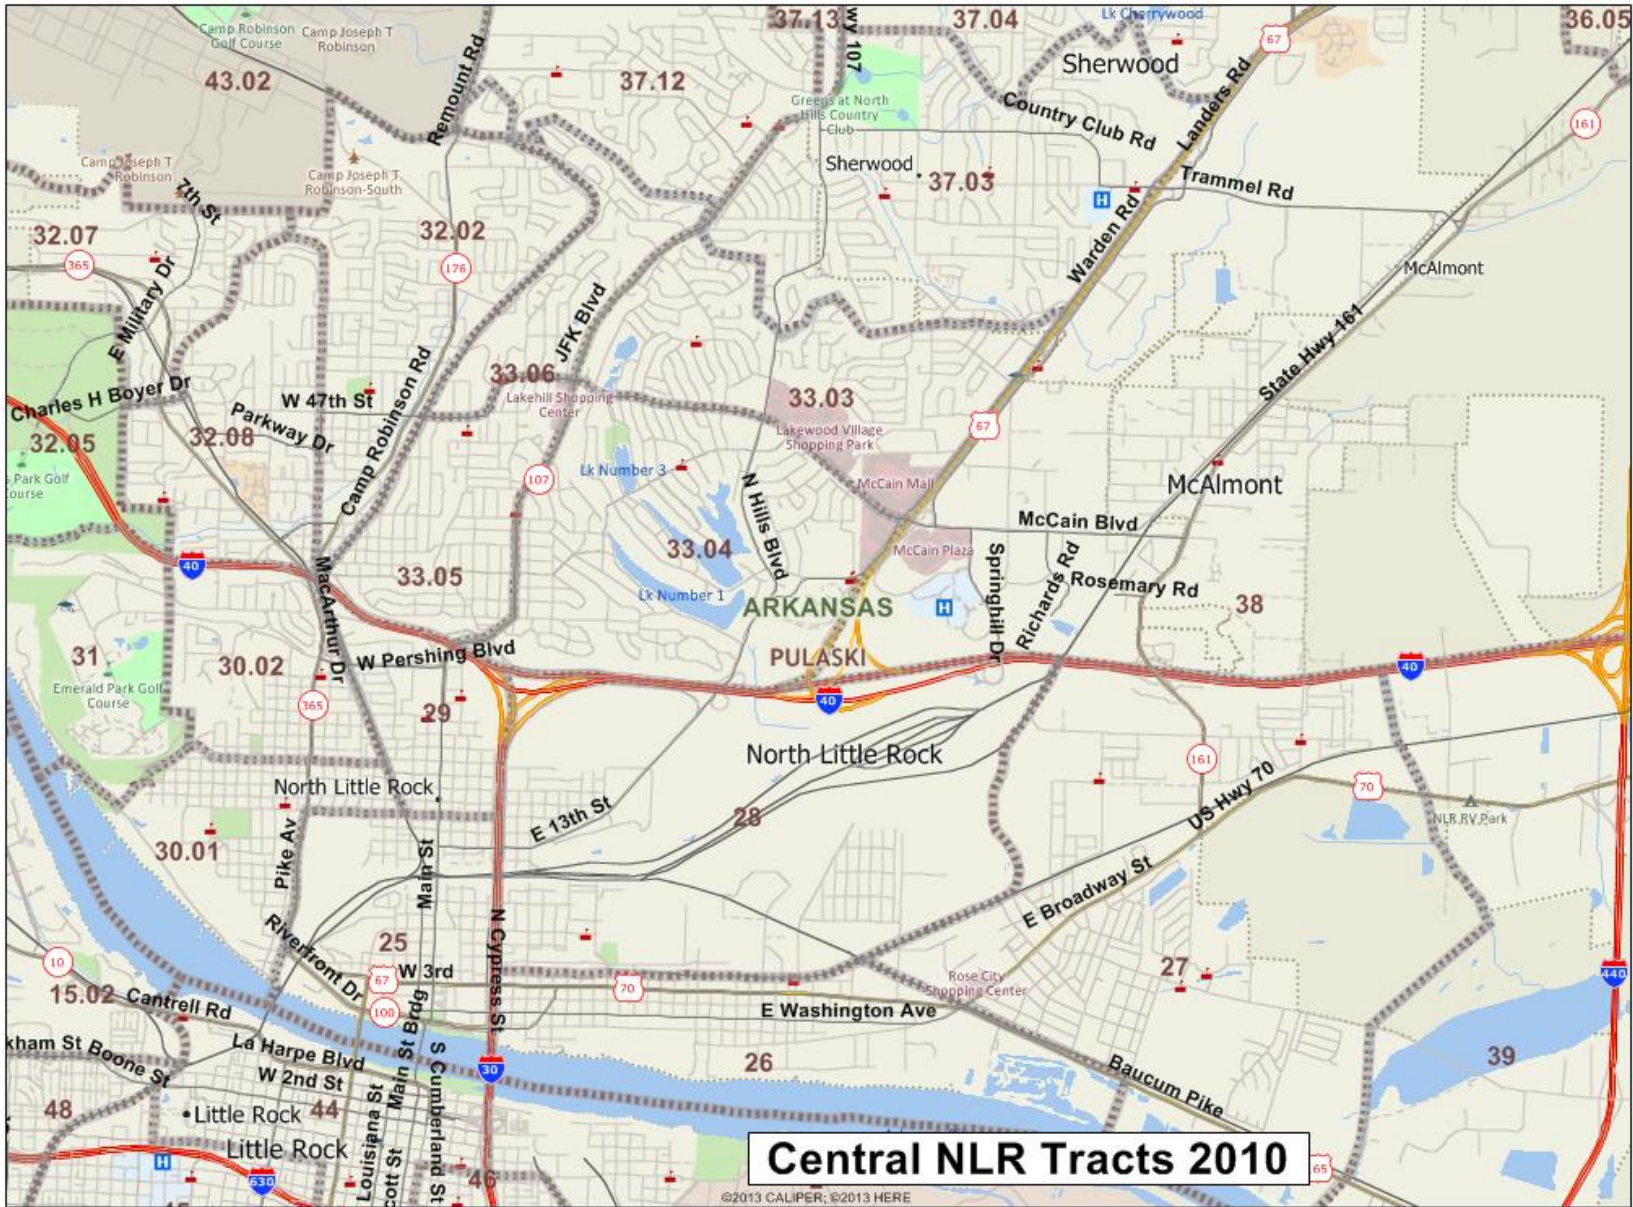 37.13
37.04
Lk Cherrywood
36.05
Camp Robinson
Golf Course
Camp Joseph T
Robinson
Remount Rd
wy 107
67
Sherwood
43.02
37.12
Landers Rd
Greens at North
Hills Country
Club
Country Club Rd
161
Camp Joseph T
Robinson
Camp Joseph T
Robinson-South
Sherwood
37.03
Trammel Rd
7th St
H
32.07
32.02
Warden Rd
365
176
McAlmont
E Military Dr
JFK Blvd
State Hwy 161
33.06
Lakehill Shopping
Center
Charles H Boyer Dr
W 47th St
33.03
Camp Robinson Rd
Parkway Dr
32.05
32.08
Lakewood Village
Shopping Park
67
s Park Golf
Course
Lk Number 3
107
McCain Mall
McAlmont
N Hills Blvd
McCain Blvd
33.04
McCain Plaza
40
MacArthur Dr
33.05
Springhill Dr
Richards Rd
Rosemary Rd
Lk Number 1
ARKANSAS
H
38
31
30.02
W Pershing Blvd
PULASKI
40
Emerald Park Golf
Course
365
29
40
North Little Rock
161
North Little Rock
US Hwy 70
70
E 13th St
28
NLR RV Park
30.01
Pike Av
Main St
E Broadway St
Riverfront Dr
25
N Cypress St
10
67
W 3rd
70
Rose City
Shopping Center
27
440
15.02
Cantrell Rd
100
E Washington Ave
kham St
Boone St
La Harpe Blvd
Main St Brdg
S Cumberland St
26
39
W 2nd St
30
Baucum Pike
48
Little Rock
44
Louisiana St
Little Rock
cott St
H
630
46
Central NLR Tracts 2010
65
©2013 CALIPER; ©2013 HERE